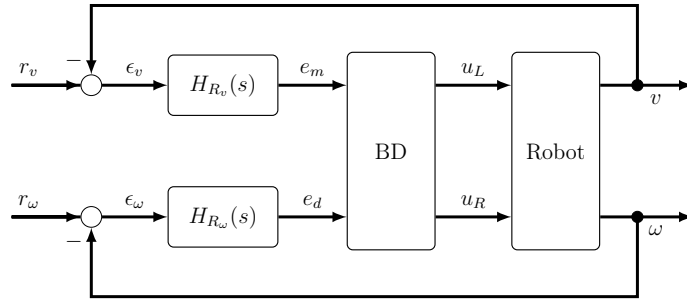 −
r_v ϵ_v H_{R_v}(s) e_m u_L v
BD Robot
r_ω ϵ_ω H_{R_ω}(s) e_d u_R ω
−